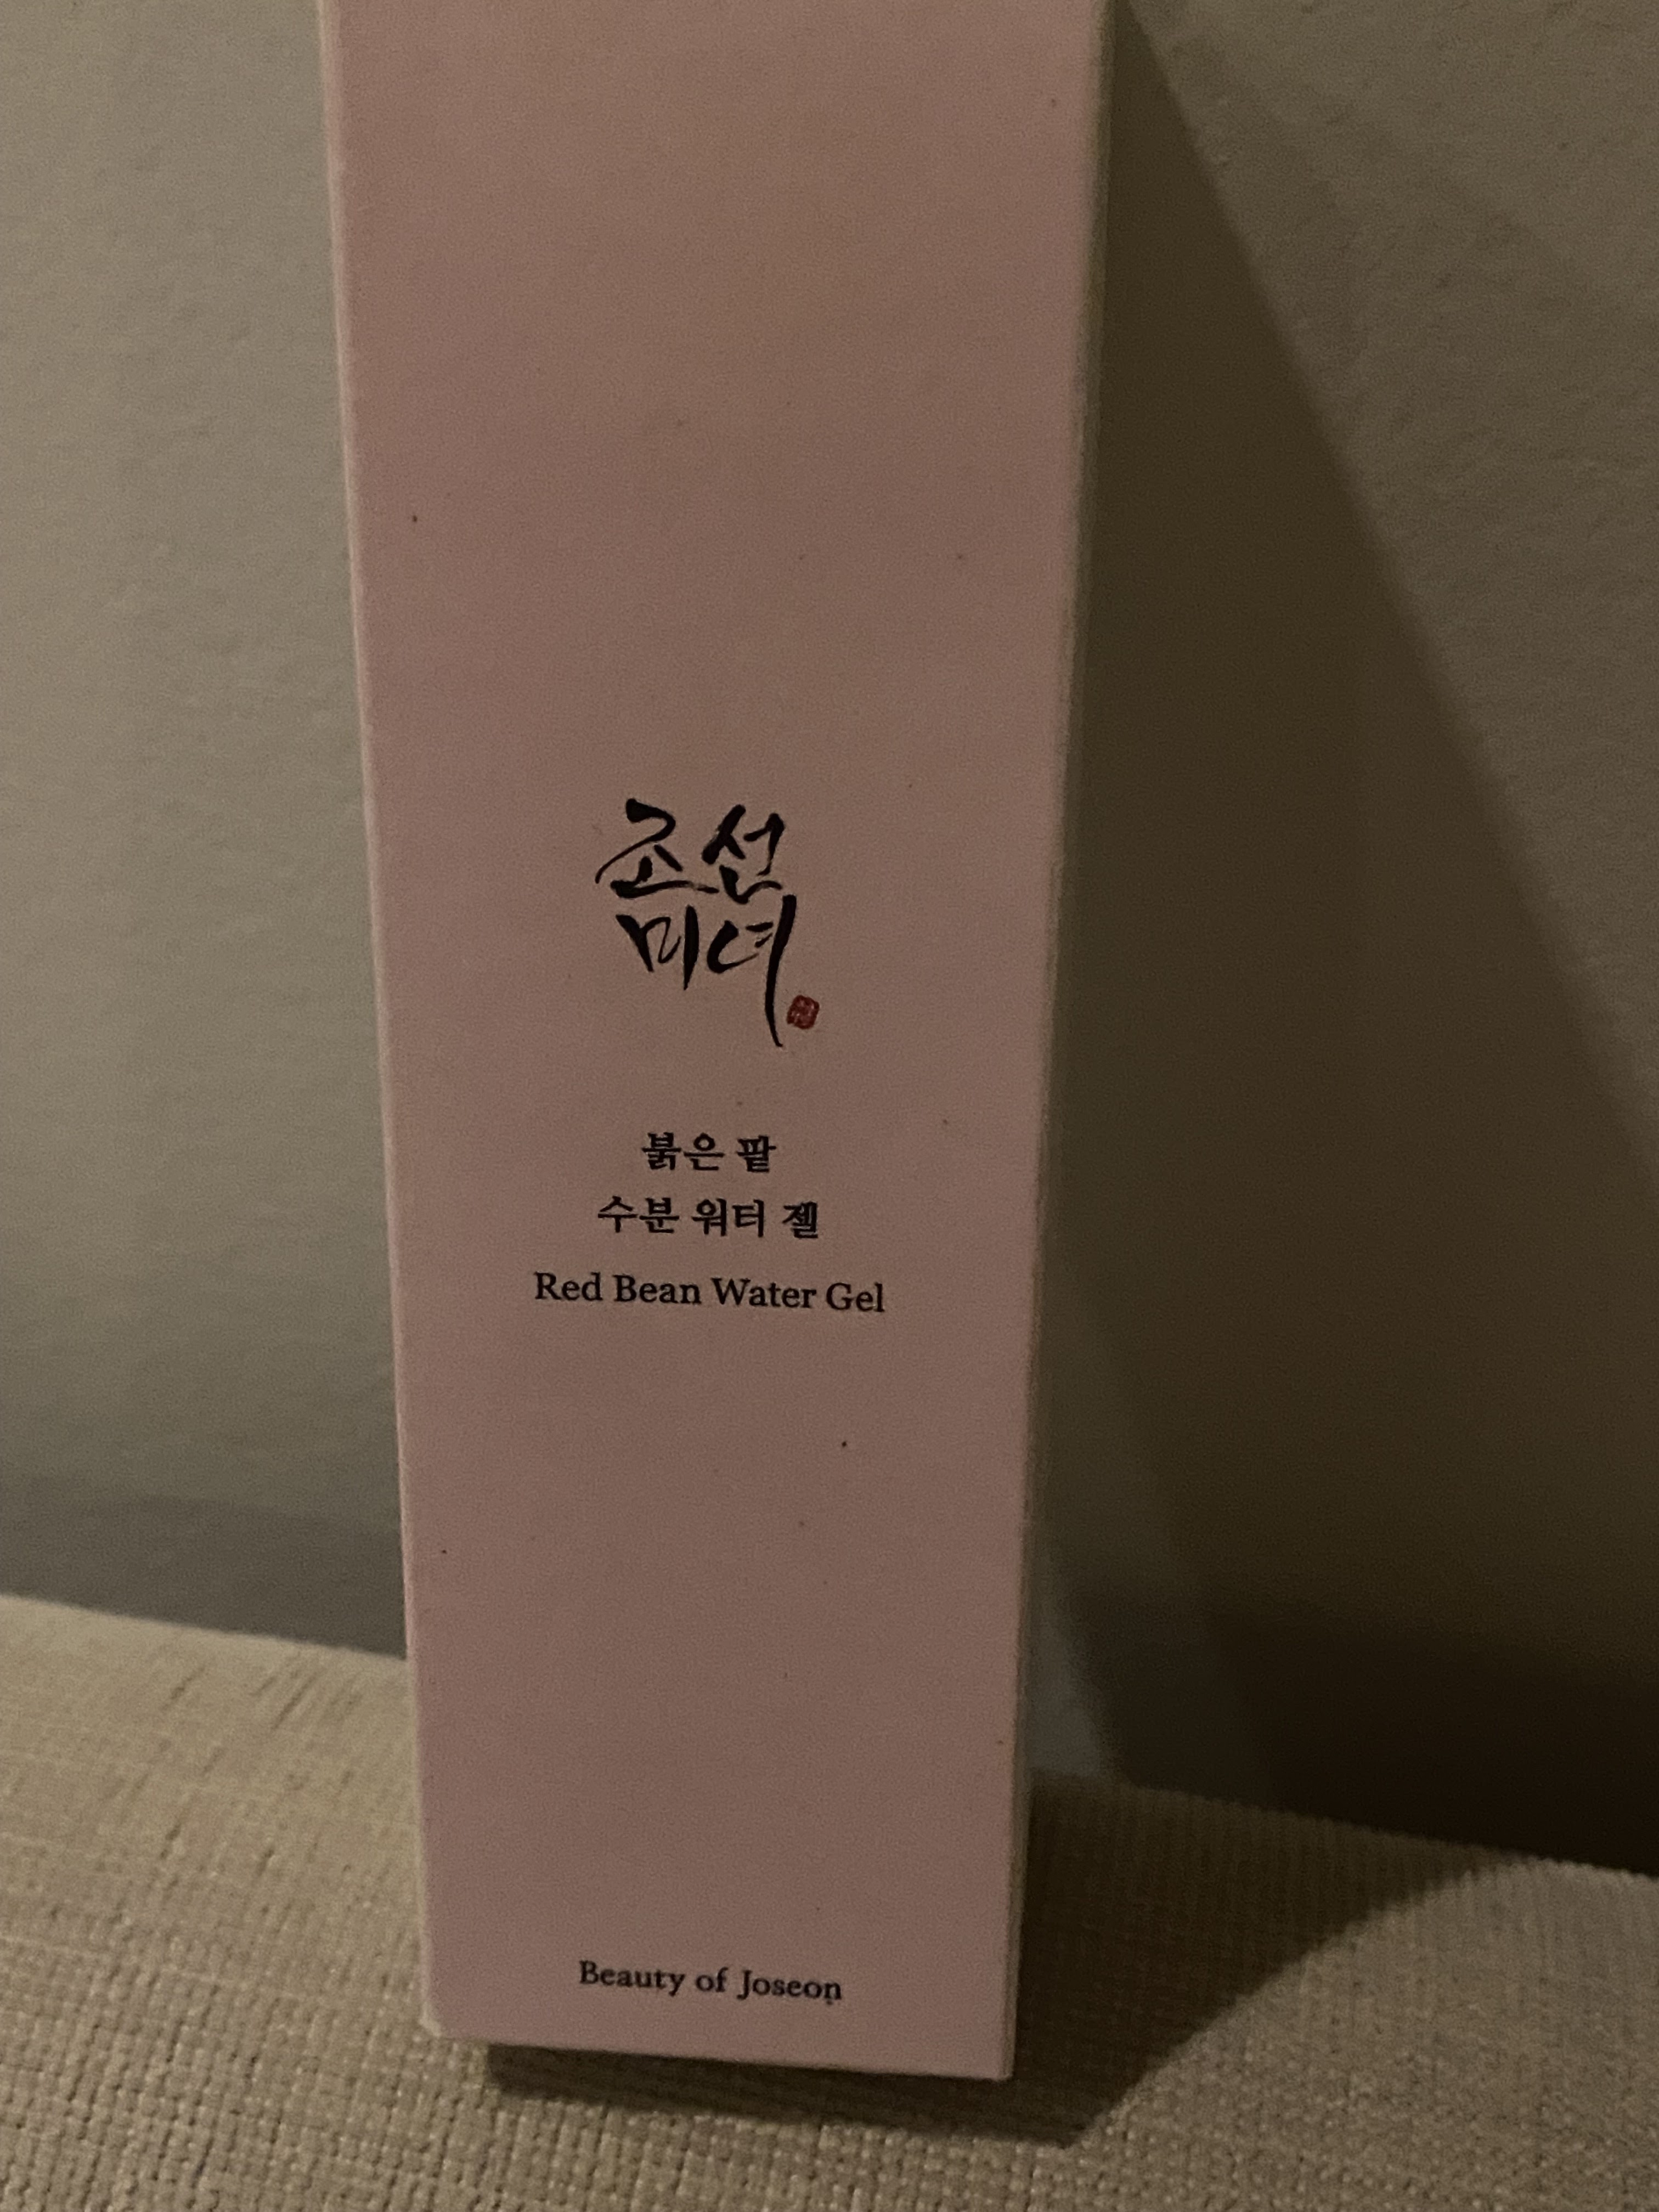 조선
미녀
붉은 팥
수분 워터 젤
Red Bean Water Gel
Beauty of Joseon